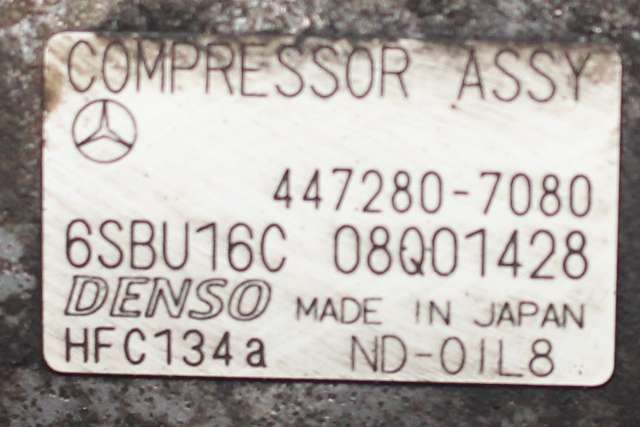 COMPRESSOR ASSY
447280-7080
6SBU16C 08Q01428
DENSO MADE IN JAPAN
HFC134a ND-OIL8